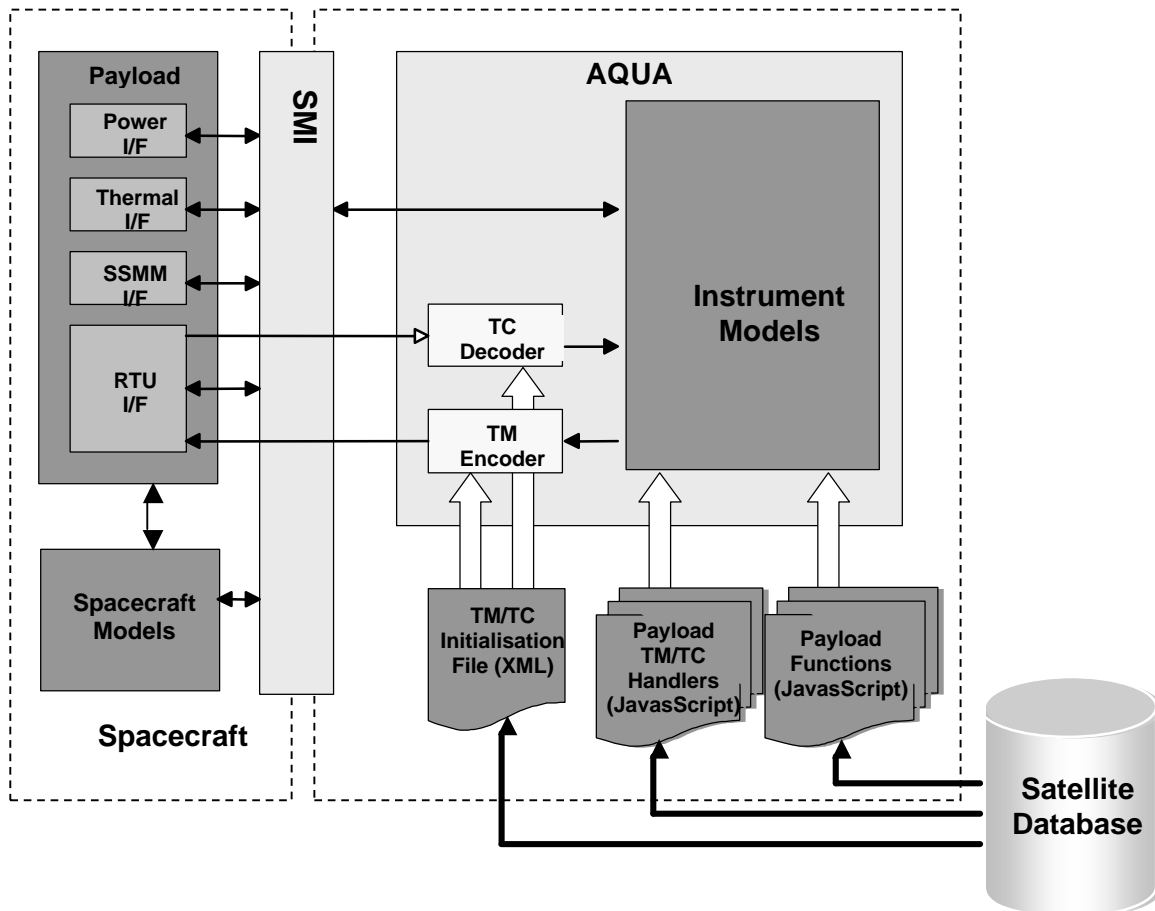 Payload
Power
I/F
Thermal
I/F
SSMM
I/F
RTU
I/F
SMI
AQUA
Instrument
Models
TC
Decoder
TM
Encoder
Spacecraft
Models
Spacecraft
TM/TC
Initialisation
File (XML)
Payload
TM/TC
Handlers
(JavasScript)
Payload
Functions
(JavasScript)
Satellite
Database